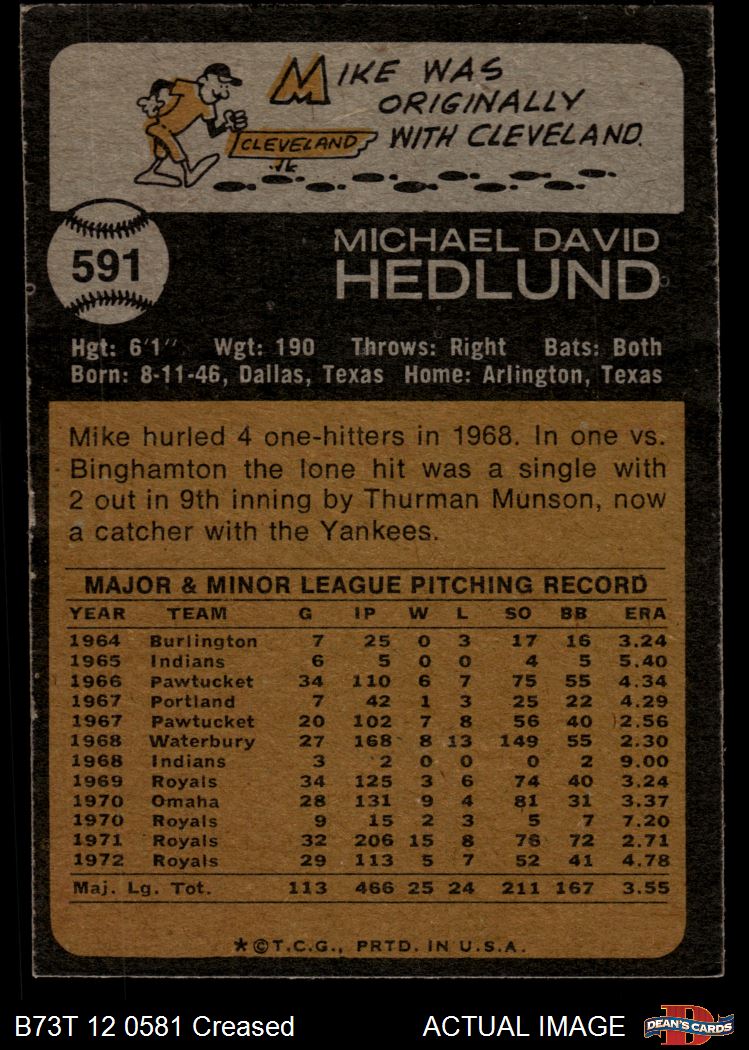 MIKE WAS
ORIGINALLY
WITH CLEVELAND.
CLEVELAND
591
MICHAEL DAVID
HEDLUND
Hgt: 6'1" Wgt: 190 Throws: Right Bats: Both
Born: 8-11-46, Dallas, Texas Home: Arlington, Texas
Mike hurled 4 one-hitters in 1968. In one vs.
Binghamton the lone hit was a single with
2 out in 9th inning by Thurman Munson, now
a catcher with the Yankees.
MAJOR & MINOR LEAGUE PITCHING RECORD
YEAR TEAM G IP W L SO BB ERA
1964 Burlington 7 25 0 3 17 16 3.24
1965 Indians 6 5 0 0 4 5 5.40
1966 Pawtucket 34 110 6 7 75 55 4.34
1967 Portland 7 42 1 3 25 22 4.29
1967 Pawtucket 20 102 7 8 56 40 2.56
1968 Waterbury 27 168 8 13 149 55 2.30
1968 Indians 3 2 0 0 0 2 9.00
1969 Royals 34 125 3 6 74 40 3.24
1970 Omaha 28 131 9 4 81 31 3.37
1970 Royals 9 15 2 3 5 7 7.20
1971 Royals 32 206 15 8 76 72 2.71
1972 Royals 29 113 5 7 52 41 4.78
Maj. Lg. Tot. 113 466 25 24 211 167 3.55
*©T.C.G., PRTD. IN U.S.A.
B73T 12 0581 Creased ACTUAL IMAGE DEAN'S CARDS